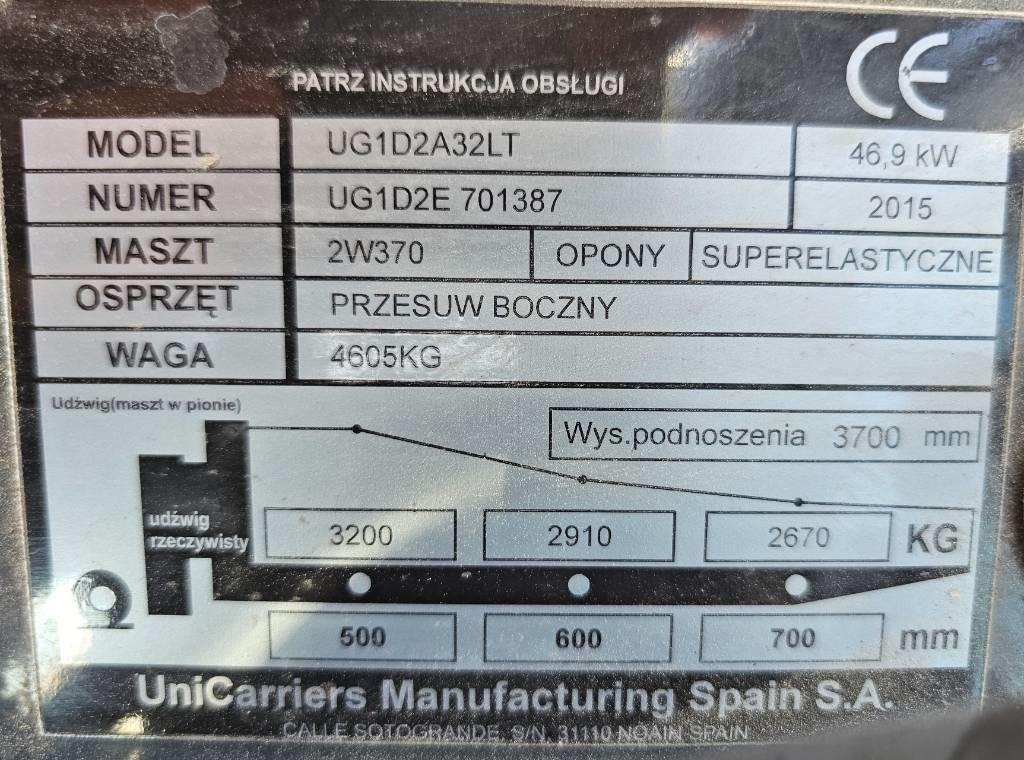 PATRZ INSTRUKCJA OBSŁUGI
CE
MODEL UG1D2A32LT 46,9 kW
NUMER UG1D2E 701387 2015
MASZT 2W370 OPONY SUPERELASTYCZNE
OSPRZĘT PRZESUW BOCZNY
WAGA 4605KG
Udźwig(maszt w pionie)
Wys.podnoszenia 3700 mm
udźwig
rzeczywisty
3200 2910 2670 KG
500 600 700 mm
UniCarriers Manufacturing Spain S.A.
CALLE SOTOGRANDE, S/N, 31110 NOAIN SPAIN